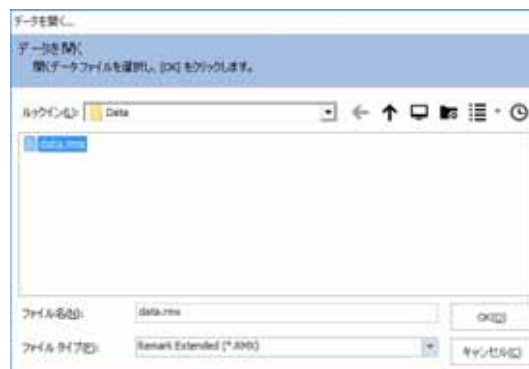 データを開く...
データを開く
開くデータファイルを選択し、[OK] をクリックします。
ルックイン(L): Data
data.rmx
ファイル名(N): data.rmx
OK(O)
ファイル タイプ(F): Remark Extended (*.RMX)
キャンセル(C)